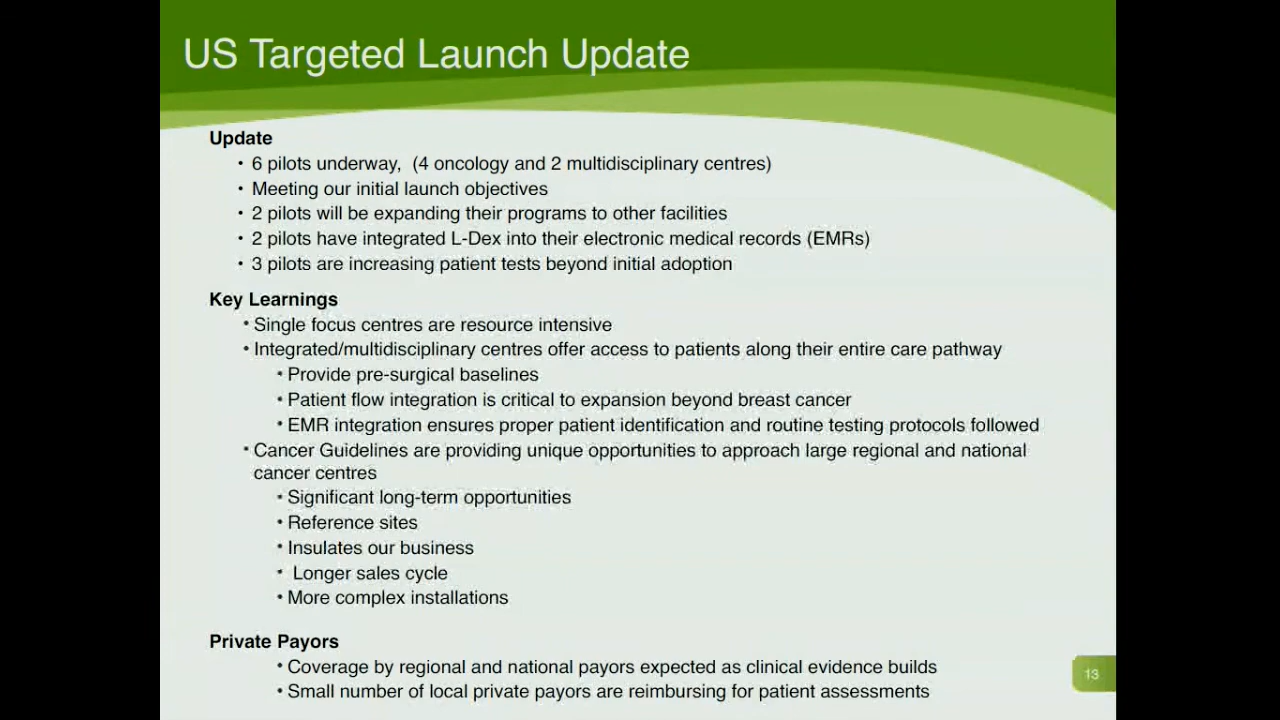 US Targeted Launch Update
Update
• 6 pilots underway,  (4 oncology and 2 multidisciplinary centres)
• Meeting our initial launch objectives
• 2 pilots will be expanding their programs to other facilities
• 2 pilots have integrated L-Dex into their electronic medical records (EMRs)
• 3 pilots are increasing patient tests beyond initial adoption
Key Learnings
• Single focus centres are resource intensive
• Integrated/multidisciplinary centres offer access to patients along their entire care pathway
• Provide pre-surgical baselines
• Patient flow integration is critical to expansion beyond breast cancer
• EMR integration ensures proper patient identification and routine testing protocols followed
• Cancer Guidelines are providing unique opportunities to approach large regional and national
cancer centres
• Significant long-term opportunities
• Reference sites
• Insulates our business
• Longer sales cycle
• More complex installations
Private Payors
• Coverage by regional and national payors expected as clinical evidence builds
• Small number of local private payors are reimbursing for patient assessments
13